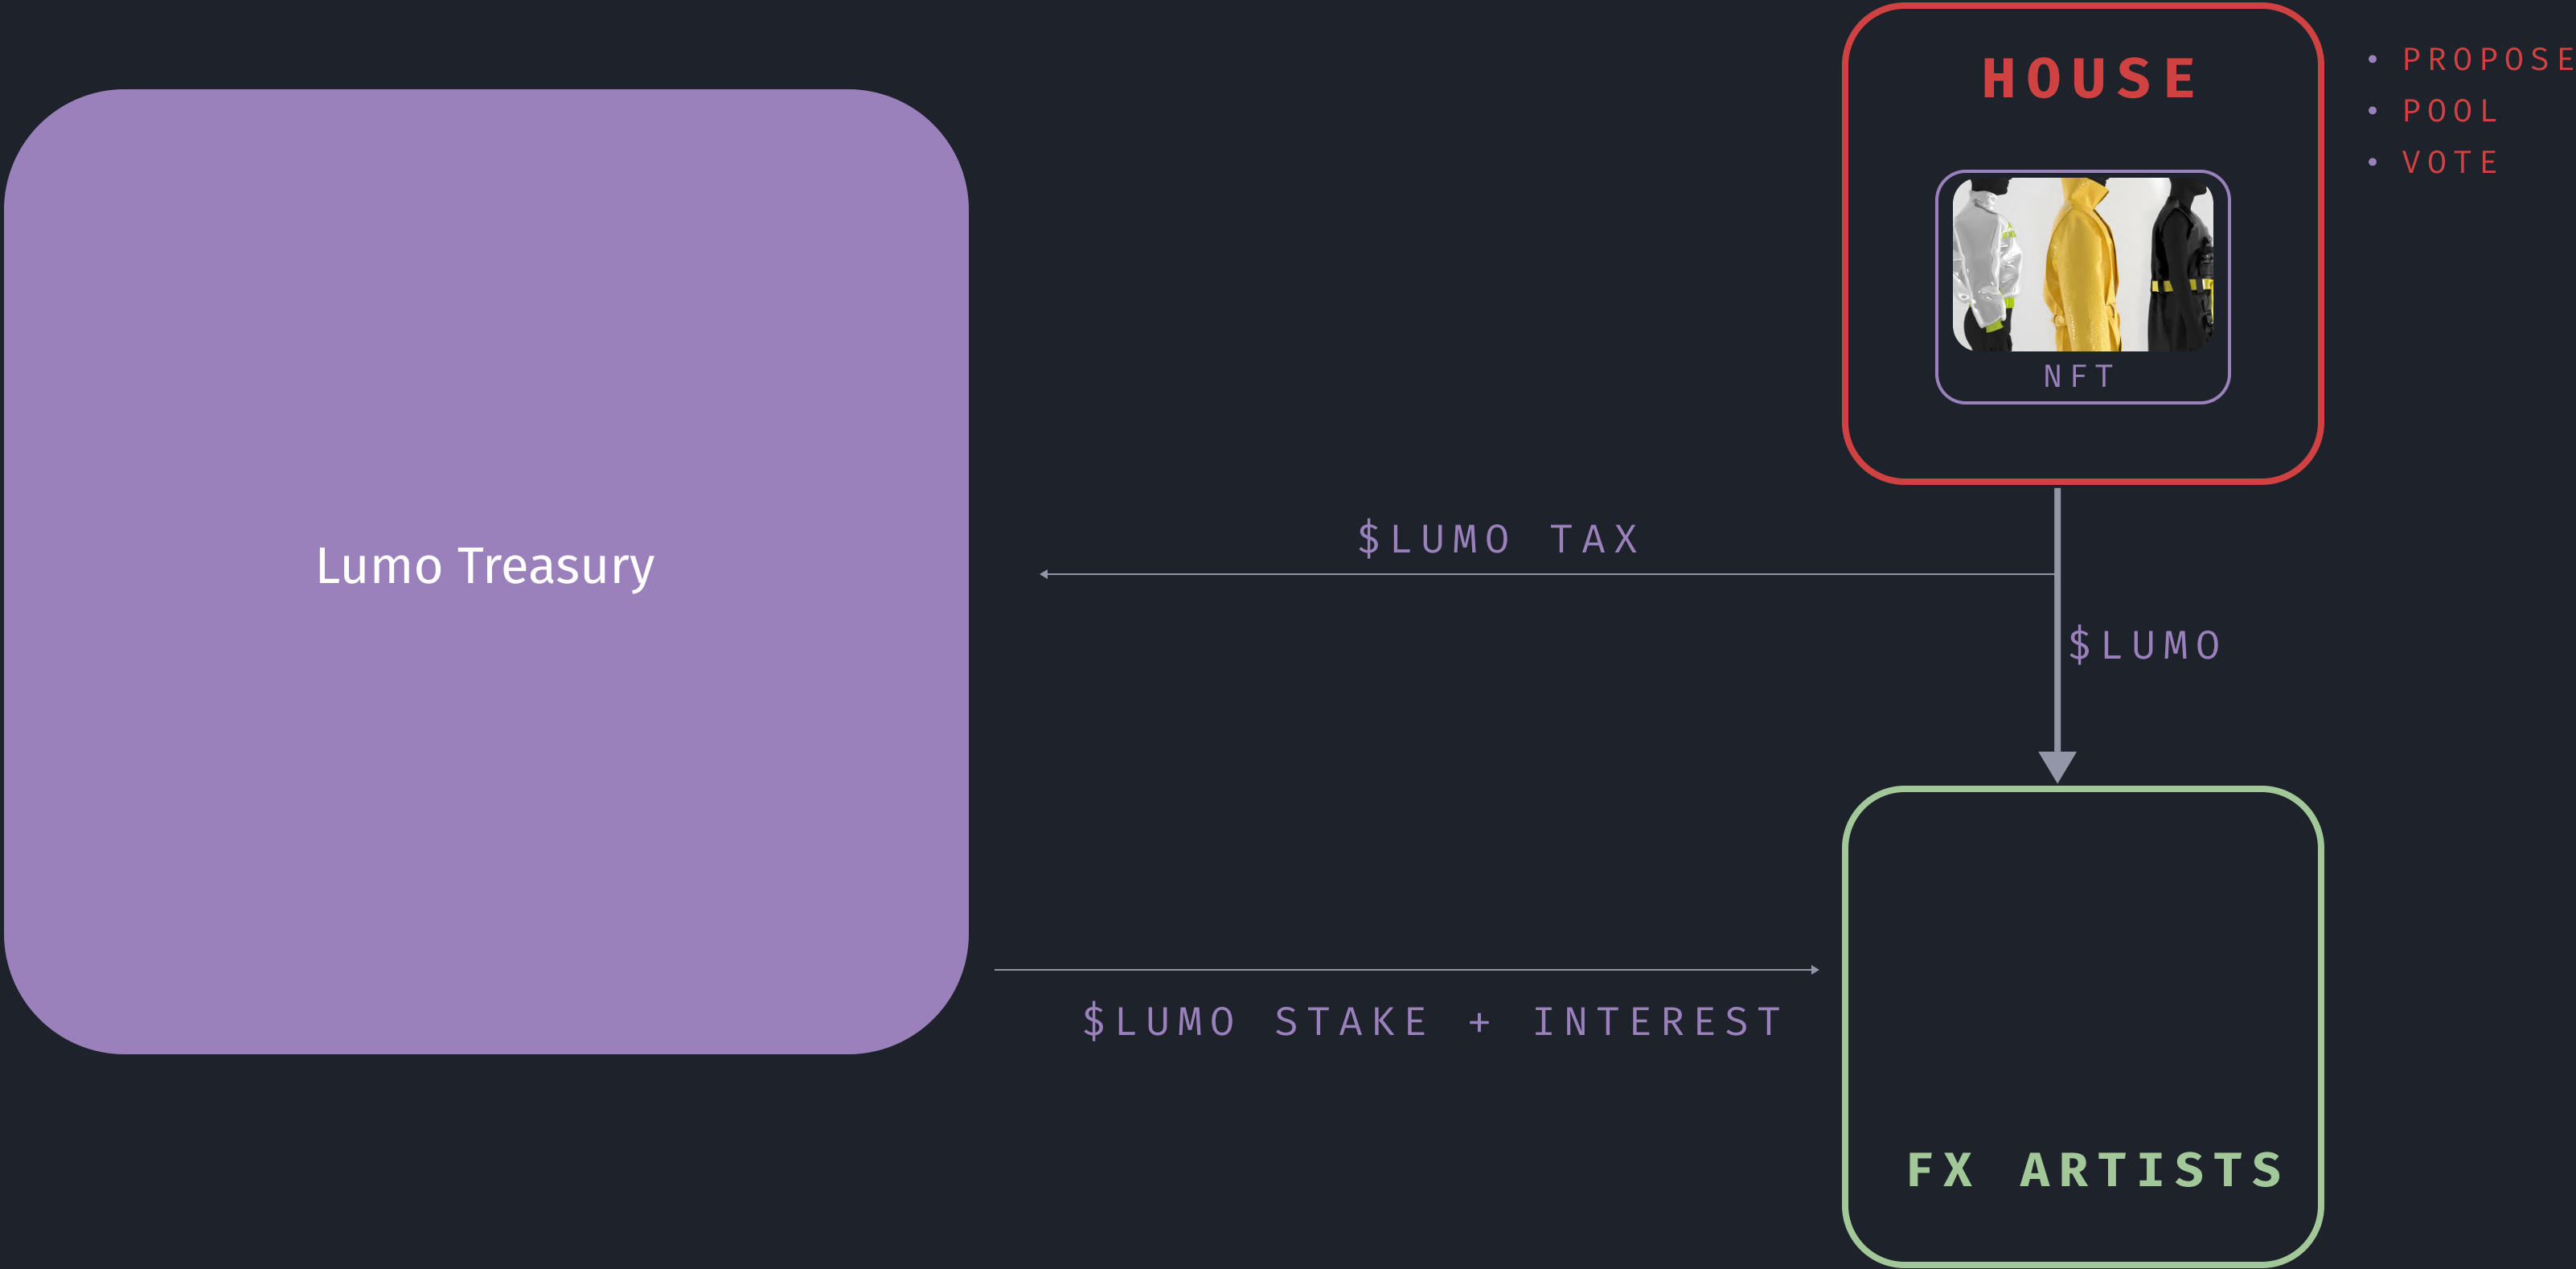 HOUSE
• PROPOSE
• POOL
• VOTE
NFT
$LUMO TAX
Lumo Treasury
$LUMO
$LUMO STAKE + INTEREST
FX ARTISTS